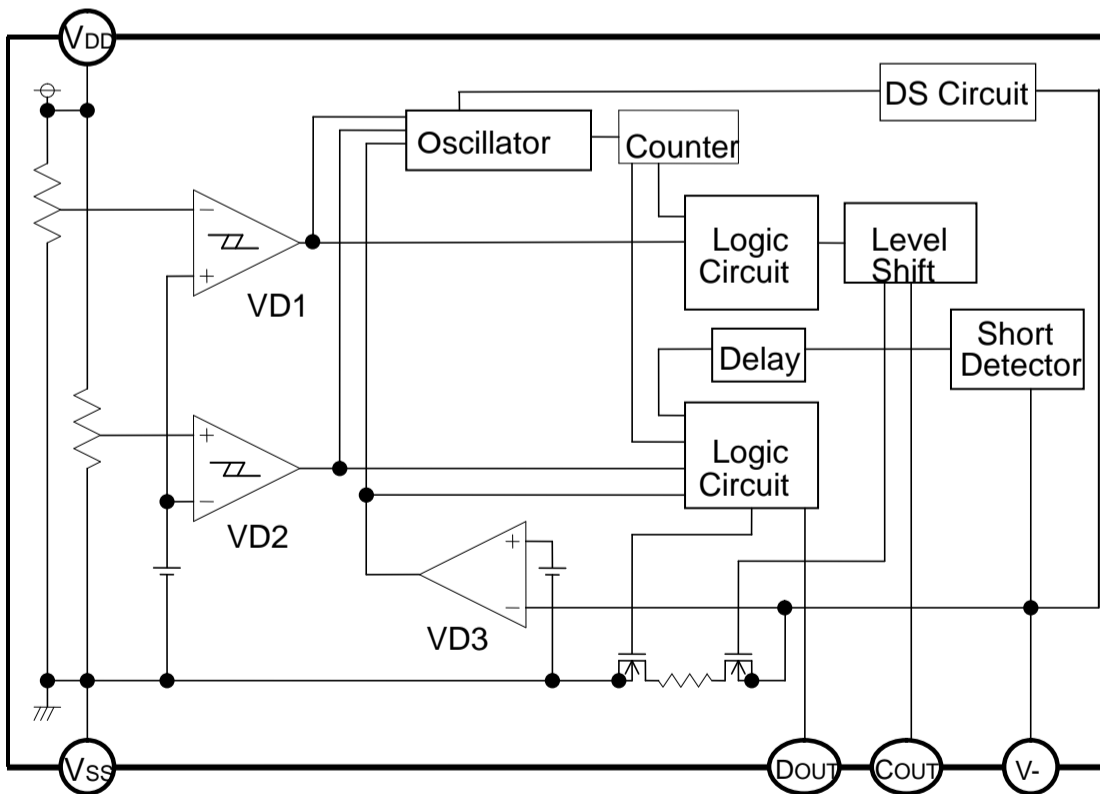 VDD
DS Circuit
Oscillator
Counter
−
+
VD1
Logic
Circuit
Level
Shift
Short
Detector
Delay
+
−
VD2
Logic
Circuit
+
−
VD3
VSS
DOUT
COUT
V-